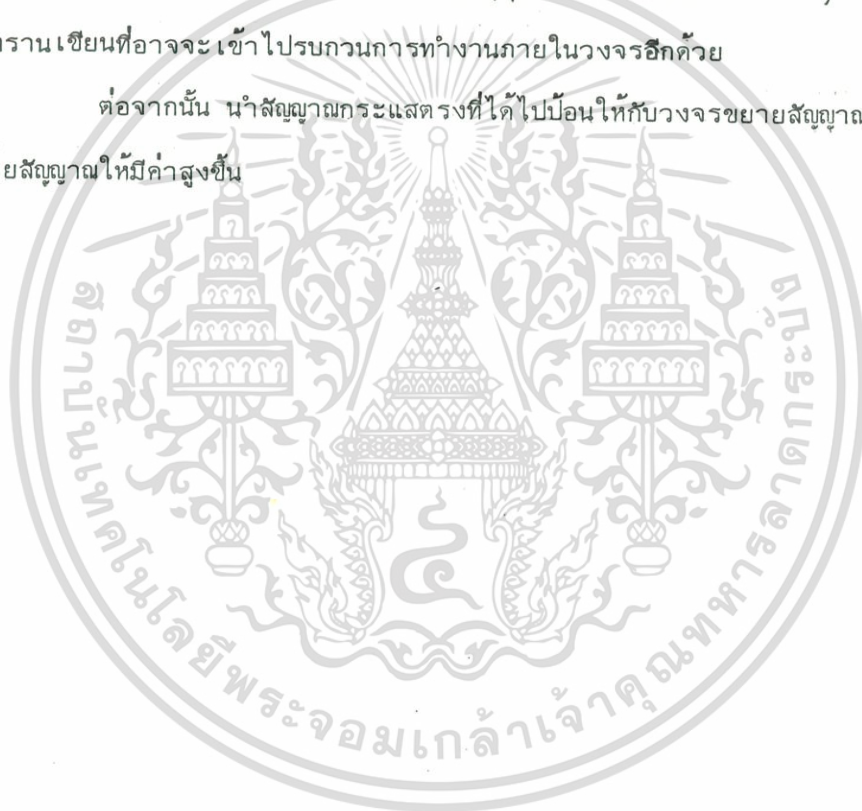 ทรานเชียนที่อาจจะเข้าไปรบกวนการทำงานภายในวงจรอีกด้วย
ต่อจากนั้น นำสัญญาณกระแสตรงที่ได้ไปป้อนให้กับวงจรขยายสัญญาณ
ยสัญญาณให้มีค่าสูงขึ้น
สถาบันเทคโนโลยีพระจอมเกล้าเจ้าคุณทหารลาดกระบัง
๔